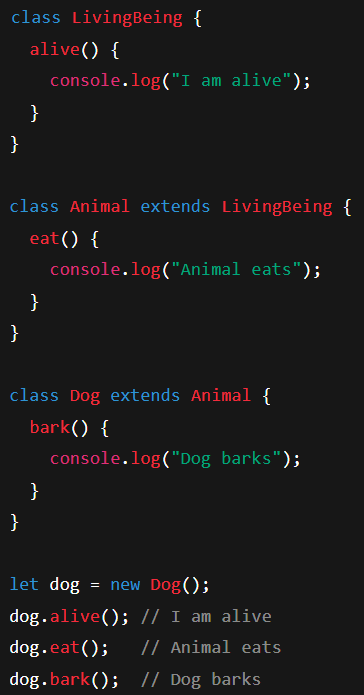 class LivingBeing {
  alive() {
    console.log("I am alive");
  }
}

class Animal extends LivingBeing {
  eat() {
    console.log("Animal eats");
  }
}

class Dog extends Animal {
  bark() {
    console.log("Dog barks");
  }
}

let dog = new Dog();
dog.alive(); // I am alive
dog.eat();   // Animal eats
dog.bark();  // Dog barks